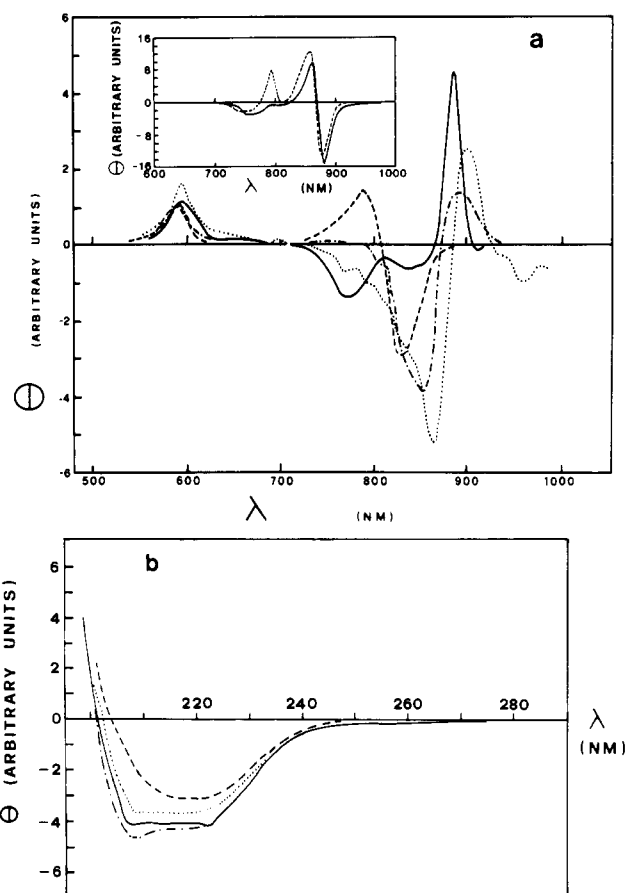 a
6
4
2
0
-2
-4
-6
Θ (ARBITRARY UNITS)
500 600 700 800 900 1000
λ (NM)
16
8
0
-8
-16
Θ (ARBITRARY UNITS)
600 700 800 900 1000
λ (NM)
b
6
4
2
0
-2
-4
-6
Θ (ARBITRARY UNITS)
220 240 260 280
λ
(NM)